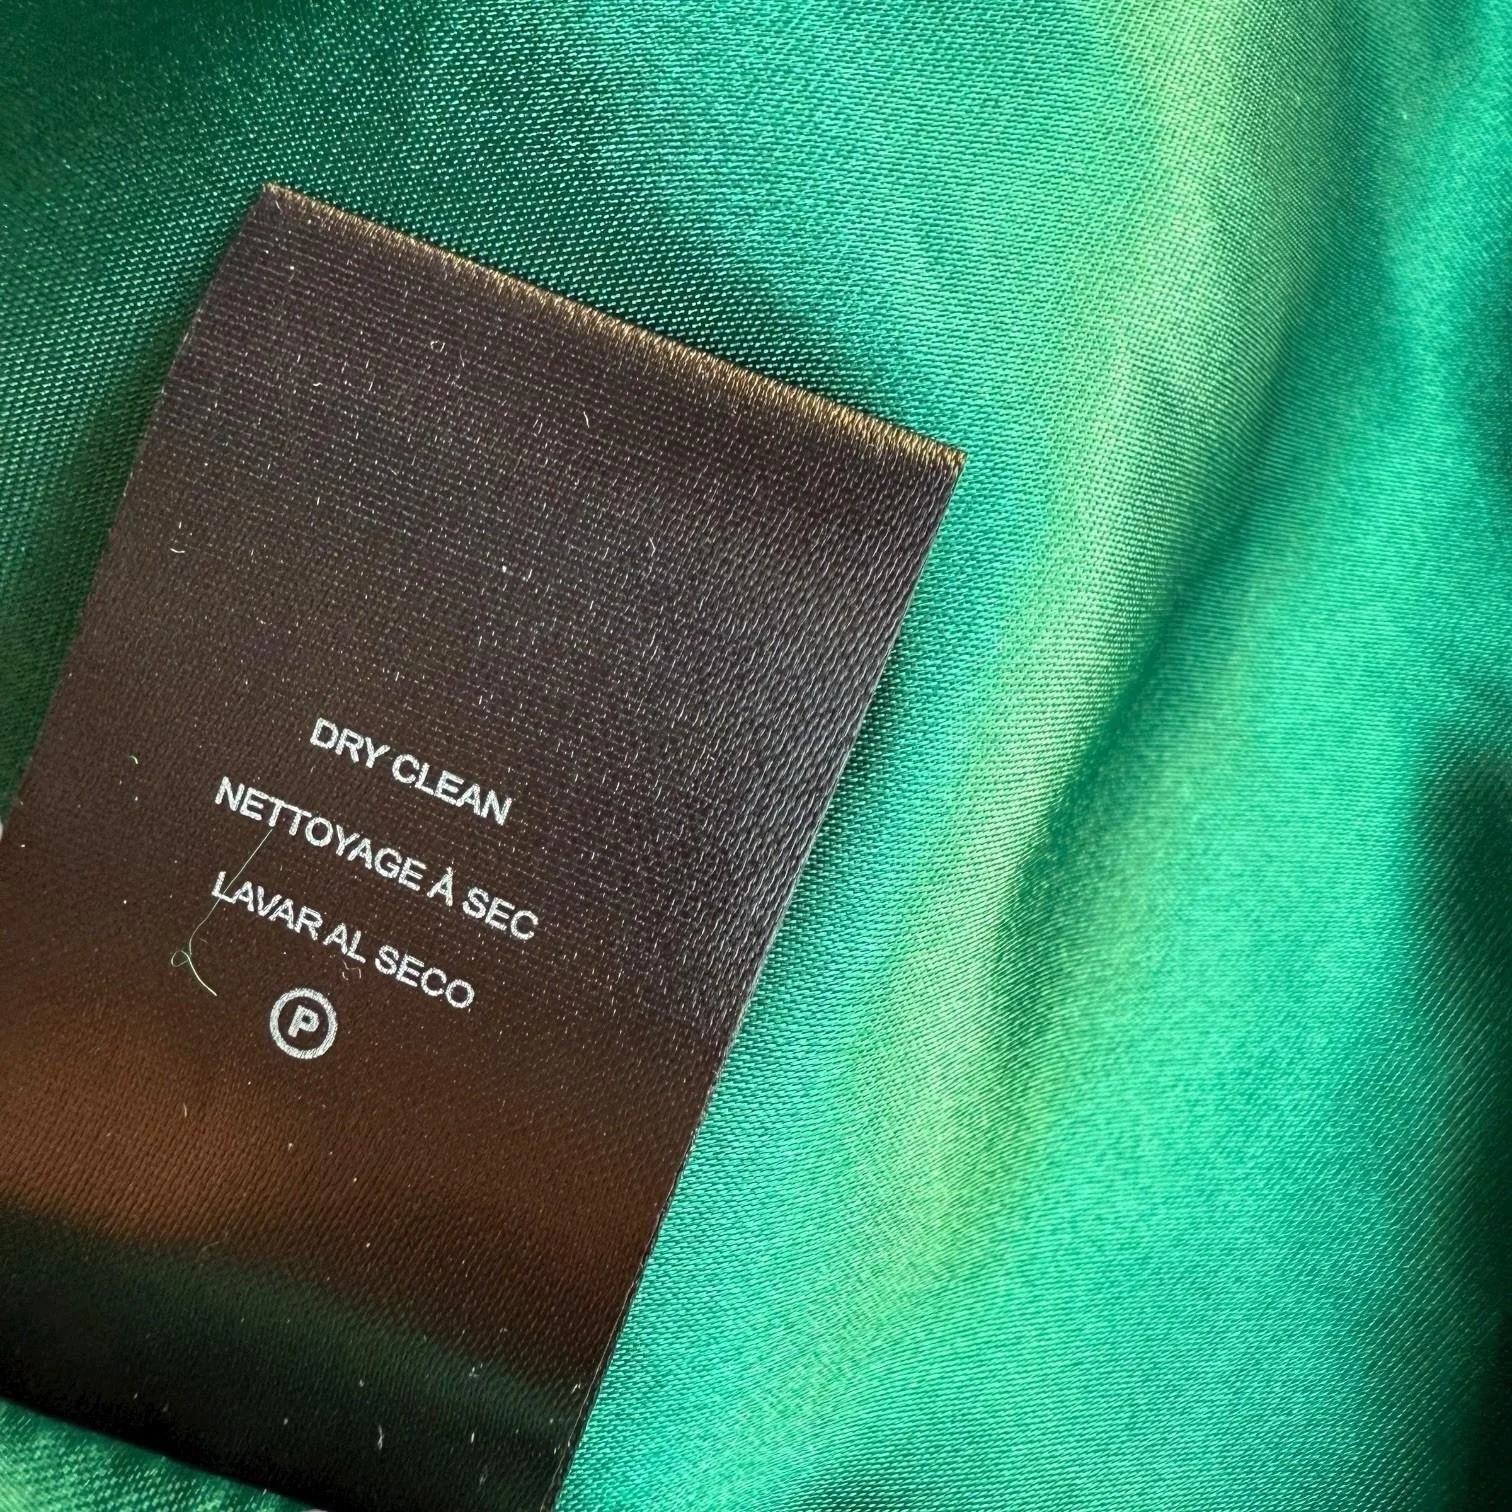 DRY CLEAN
NETTOYAGE À SEC
LAVAR AL SECO
P